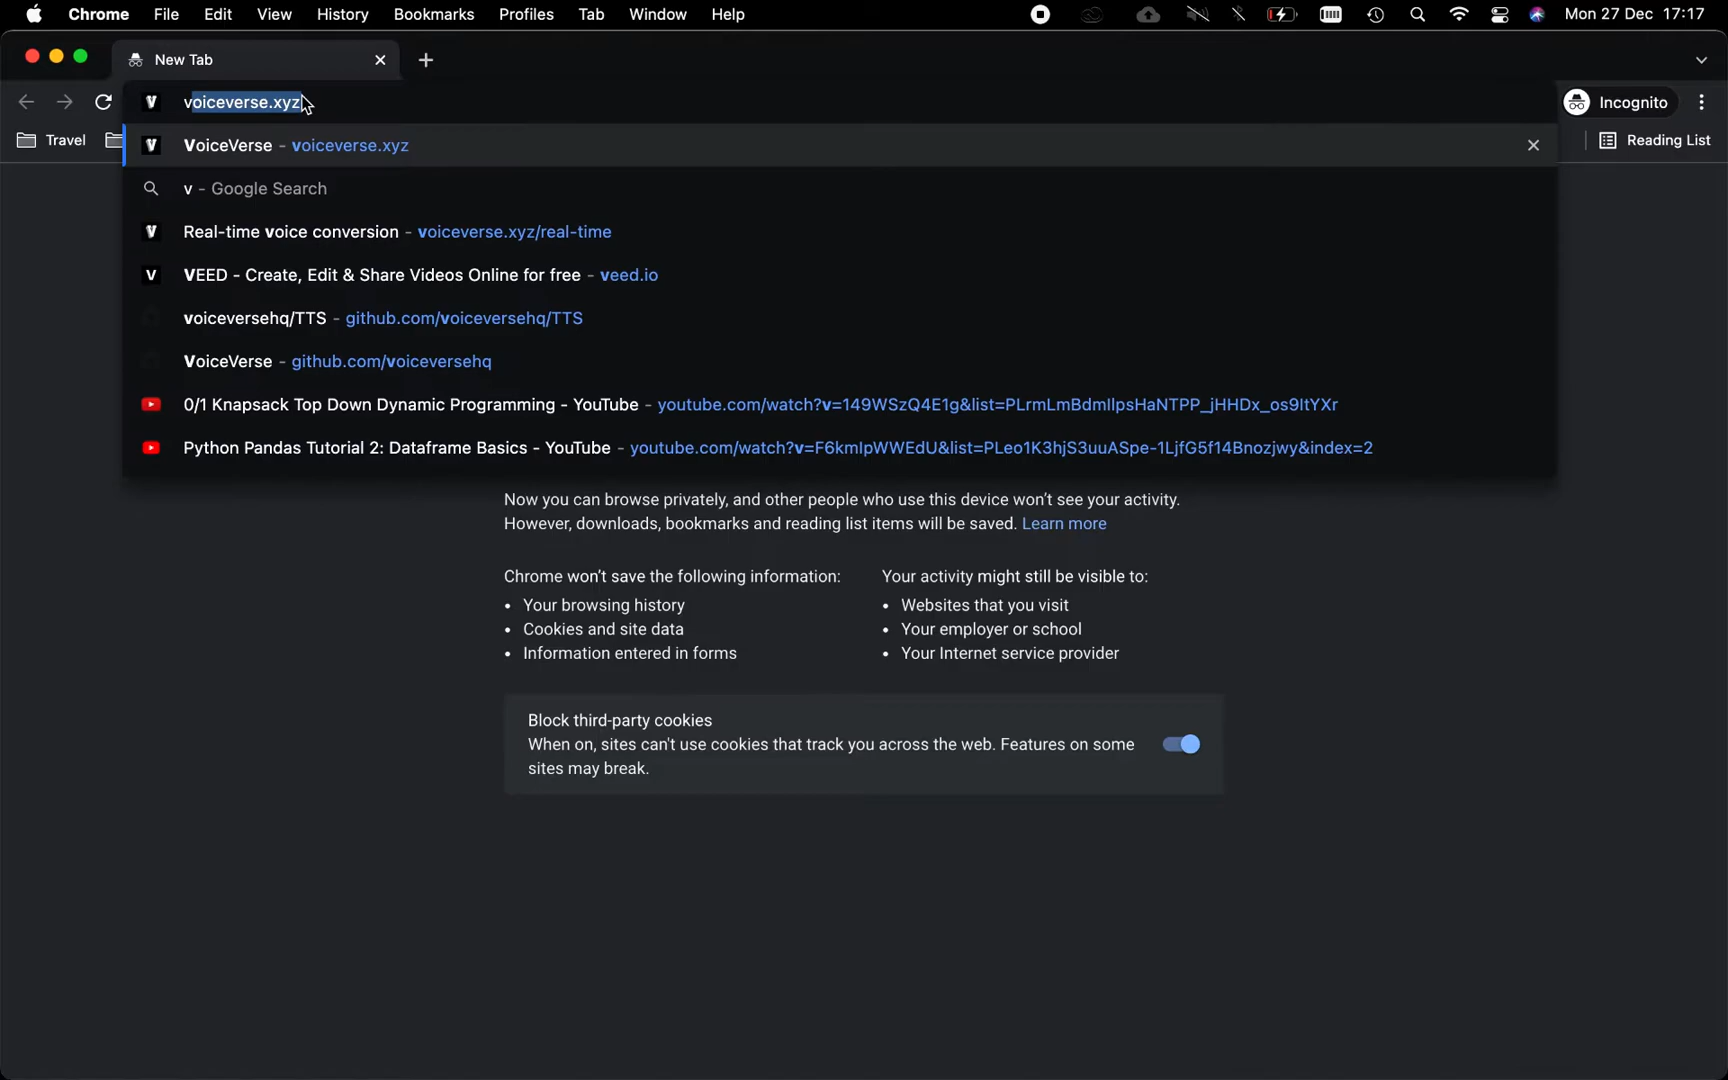 Chrome File Edit View History Bookmarks Profiles Tab Window Help Mon 27 Dec 17:17
New Tab
voiceverse.xyz Incognito
Travel Reading List
VoiceVerse - voiceverse.xyz
v - Google Search
Real-time voice conversion - voiceverse.xyz/real-time
VEED - Create, Edit & Share Videos Online for free - veed.io
voiceversehq/TTS - github.com/voiceversehq/TTS
VoiceVerse - github.com/voiceversehq
0/1 Knapsack Top Down Dynamic Programming - YouTube - youtube.com/watch?v=149WSzQ4E1g&list=PLrmLmBdmIlpsHaNTPP_jHHDx_os9ItYXr
Python Pandas Tutorial 2: Dataframe Basics - YouTube - youtube.com/watch?v=F6kmIpWWEdU&list=PLeo1K3hjS3uuASpe-1LjfG5f14Bnozjwy&index=2
Now you can browse privately, and other people who use this device won't see your activity.
However, downloads, bookmarks and reading list items will be saved. Learn more
Chrome won't save the following information:
• Your browsing history
• Cookies and site data
• Information entered in forms
Your activity might still be visible to:
• Websites that you visit
• Your employer or school
• Your Internet service provider
Block third-party cookies
When on, sites can't use cookies that track you across the web. Features on some
sites may break.